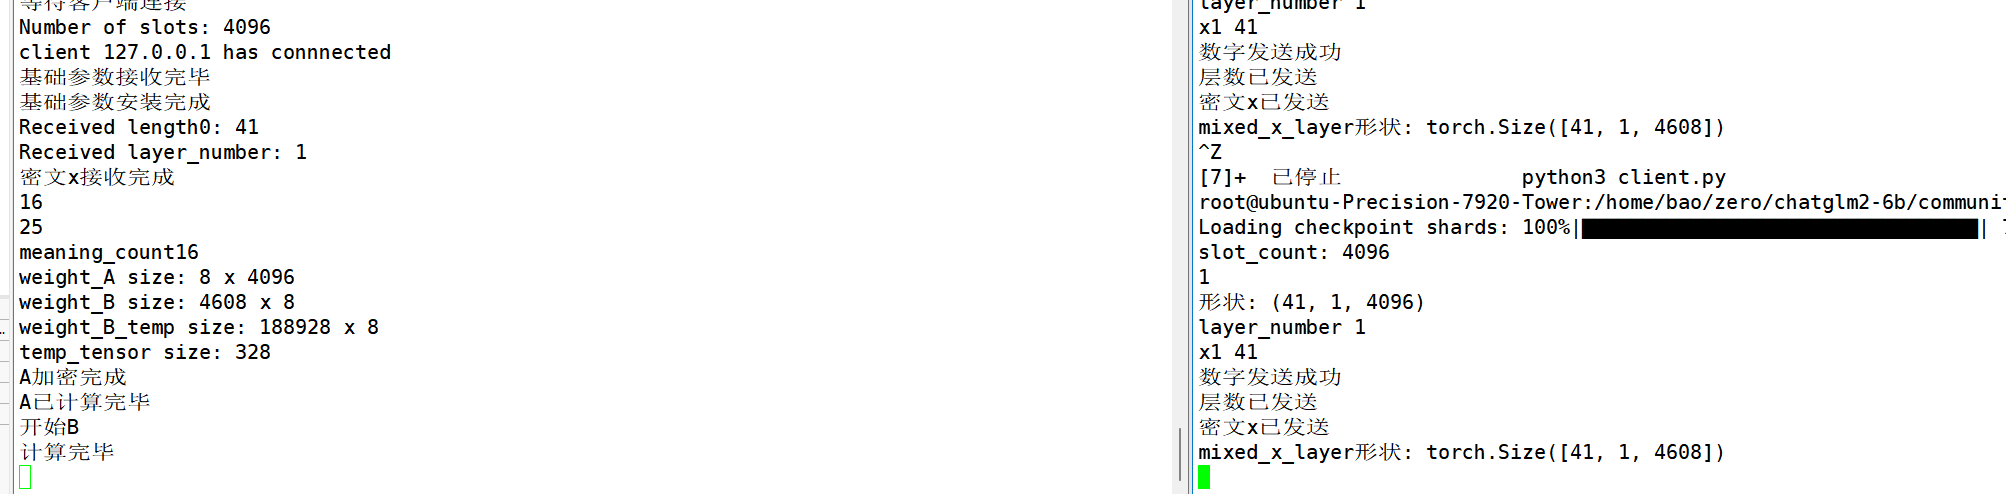 等待客户端连接
Number of slots: 4096
client 127.0.0.1 has connnected
基础参数接收完毕
基础参数安装完成
Received length0: 41
Received layer_number: 1
密文x接收完成
16
25
meaning_count16
weight_A size: 8 x 4096
weight_B size: 4608 x 8
weight_B_temp size: 188928 x 8
temp_tensor size: 328
A加密完成
A已计算完毕
开始B
计算完毕
layer_number 1
x1 41
数字发送成功
层数已发送
密文x已发送
mixed_x_layer形状: torch.Size([41, 1, 4608])
^Z
[7]+  已停止               python3 client.py
root@ubuntu-Precision-7920-Tower:/home/bao/zero/chatglm2-6b/communi
Loading checkpoint shards: 100%|
slot_count: 4096
1
形状: (41, 1, 4096)
layer_number 1
x1 41
数字发送成功
层数已发送
密文x已发送
mixed_x_layer形状: torch.Size([41, 1, 4608])